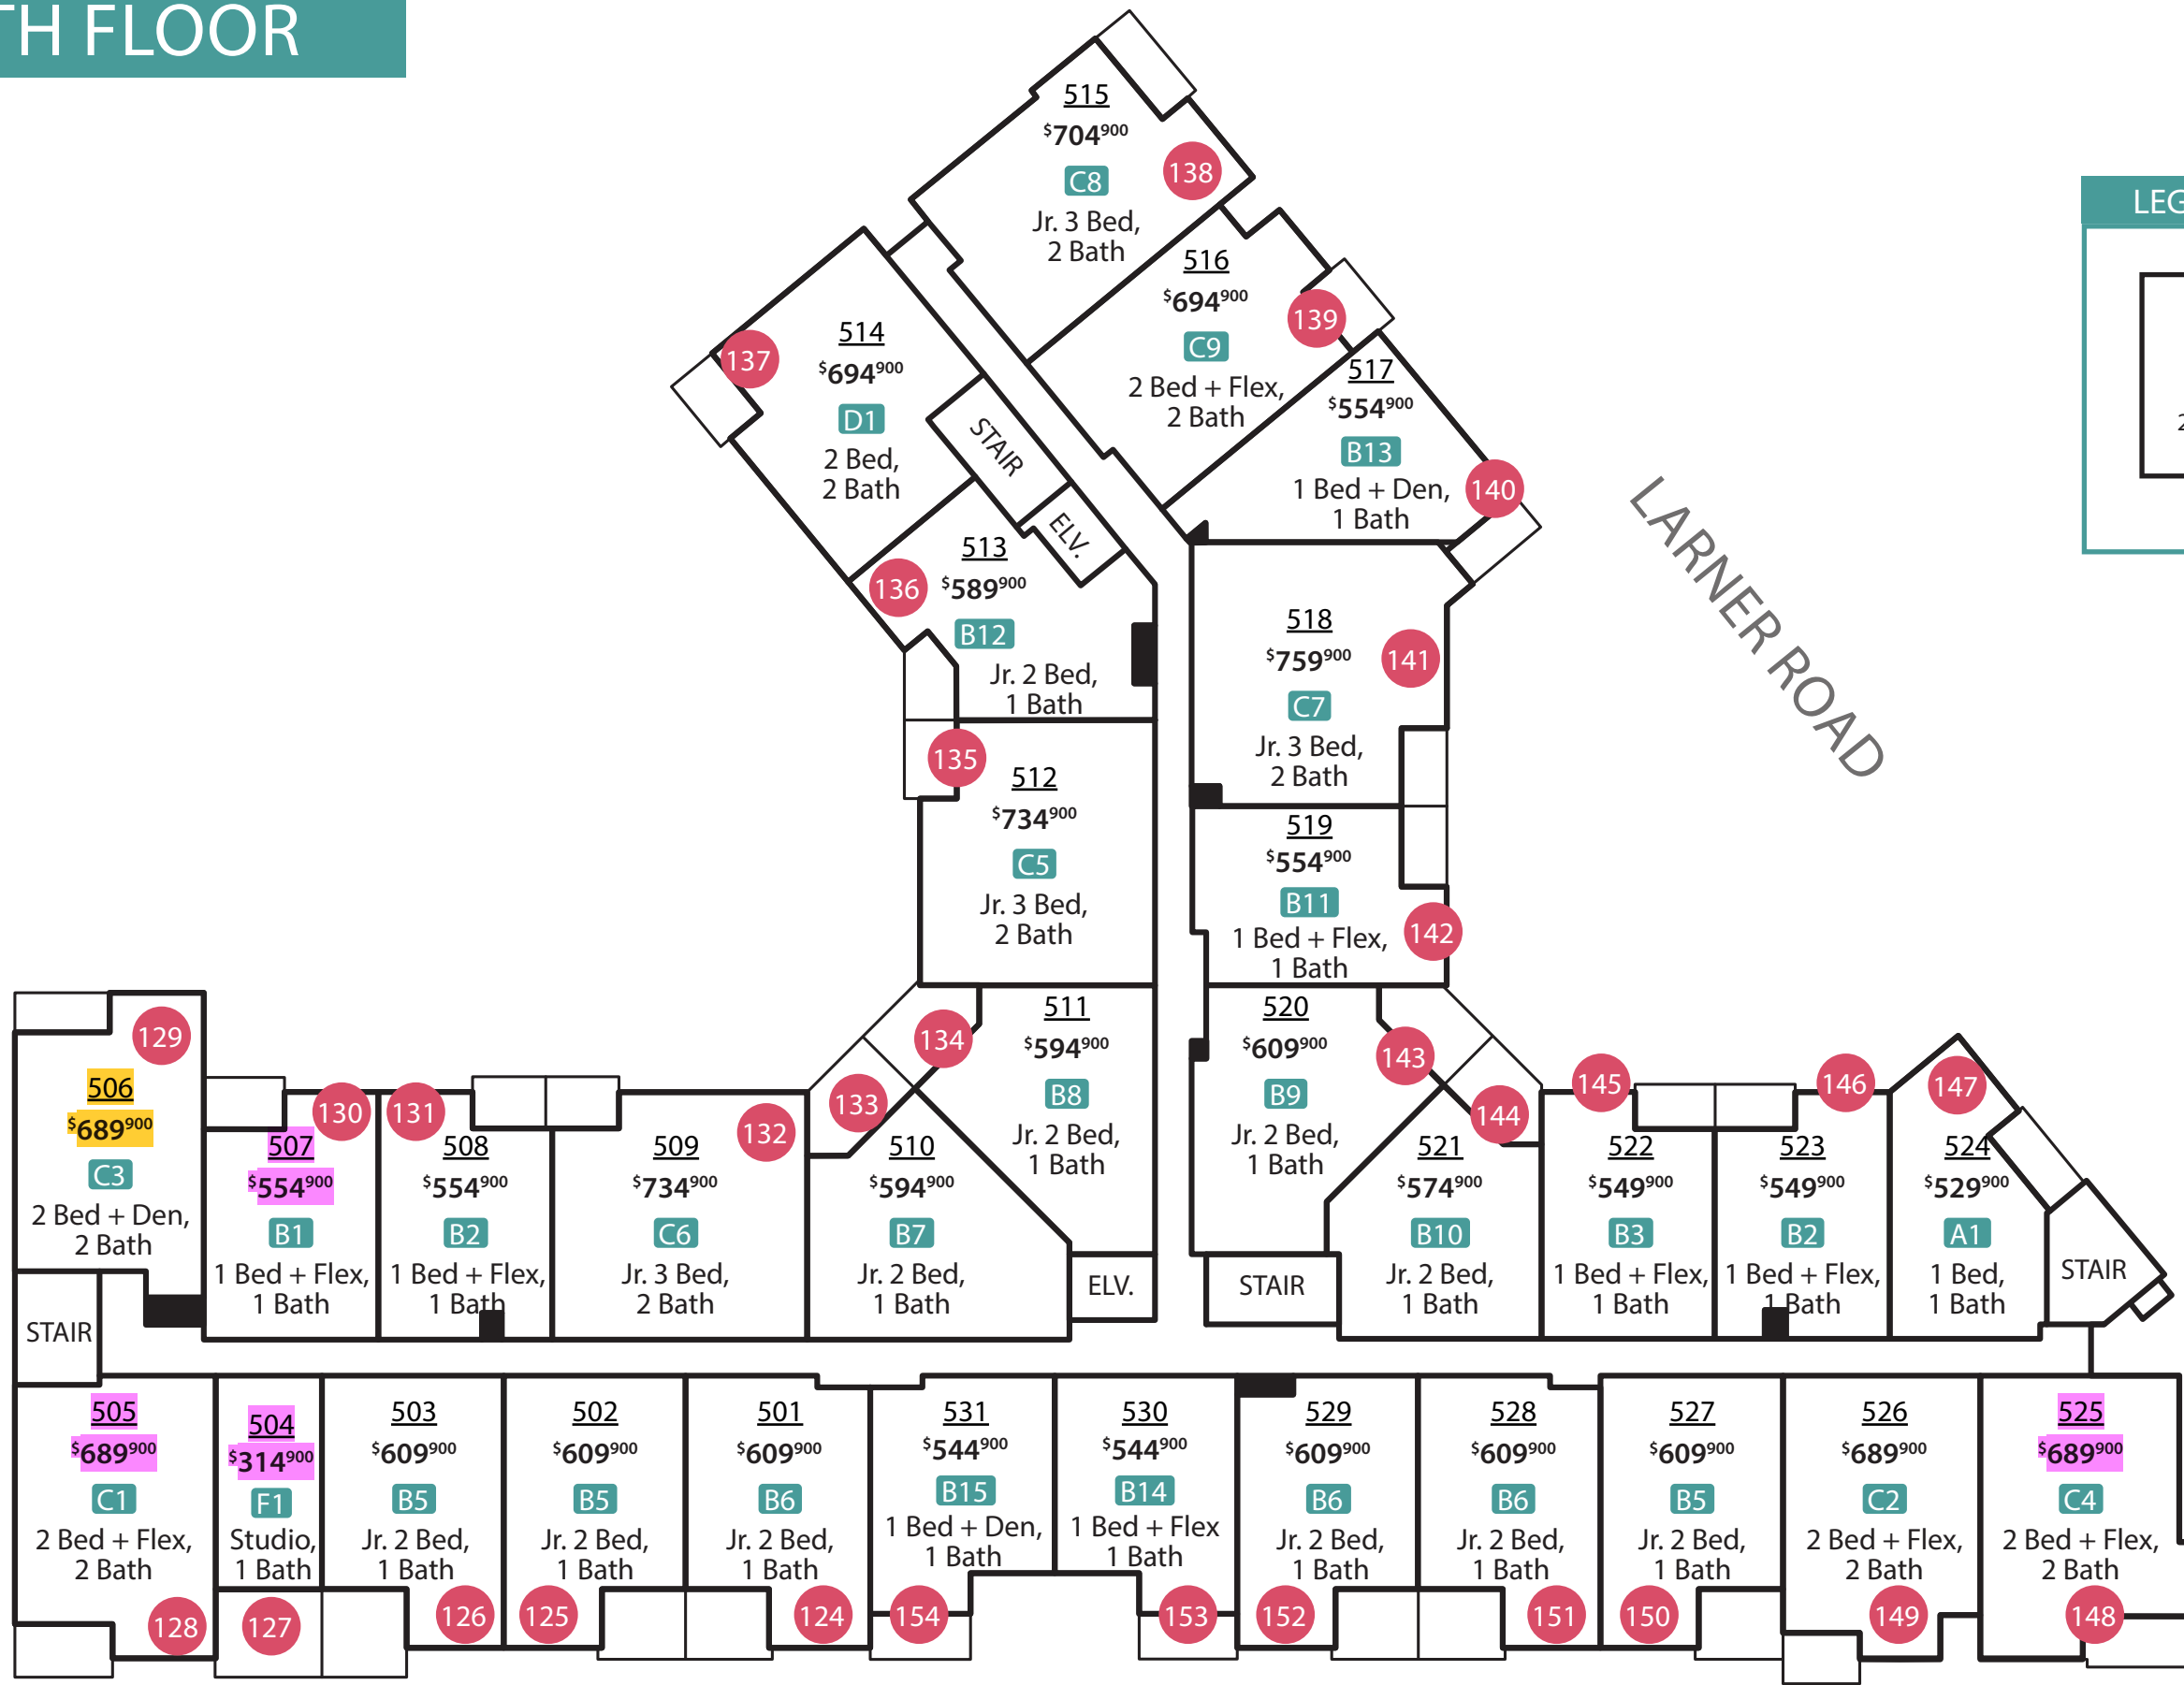 TH FLOOR
LEG
2
LARNER ROAD
515
$704900
C8
Jr. 3 Bed,
2 Bath
138
516
$694900
C9
2 Bed + Flex,
2 Bath
139
514
$694900
D1
2 Bed,
2 Bath
137
517
$554900
B13
1 Bed + Den,
1 Bath
140
STAIR
ELV.
513
$589900
B12
Jr. 2 Bed,
1 Bath
136
518
$759900
C7
Jr. 3 Bed,
2 Bath
141
135
512
$734900
C5
Jr. 3 Bed,
2 Bath
519
$554900
B11
1 Bed + Flex,
1 Bath
142
129
506
$689900
C3
2 Bed + Den,
2 Bath
STAIR
130
507
$554900
B1
1 Bed + Flex,
1 Bath
131
508
$554900
B2
1 Bed + Flex,
1 Bath
132
509
$734900
C6
Jr. 3 Bed,
2 Bath
133
510
$594900
B7
Jr. 2 Bed,
1 Bath
134
511
$594900
B8
Jr. 2 Bed,
1 Bath
ELV.
520
$609900
B9
Jr. 2 Bed,
1 Bath
143
STAIR
144
521
$574900
B10
Jr. 2 Bed,
1 Bath
145
522
$549900
B3
1 Bed + Flex,
1 Bath
146
523
$549900
B2
1 Bed + Flex,
1 Bath
147
524
$529900
A1
1 Bed,
1 Bath
STAIR
505
$689900
C1
2 Bed + Flex,
2 Bath
128
504
$314900
F1
Studio,
1 Bath
127
503
$609900
B5
Jr. 2 Bed,
1 Bath
126
502
$609900
B5
Jr. 2 Bed,
1 Bath
125
501
$609900
B6
Jr. 2 Bed,
1 Bath
124
531
$544900
B15
1 Bed + Den,
1 Bath
154
530
$544900
B14
1 Bed + Flex
1 Bath
153
529
$609900
B6
Jr. 2 Bed,
1 Bath
152
528
$609900
B6
Jr. 2 Bed,
1 Bath
151
527
$609900
B5
Jr. 2 Bed,
1 Bath
150
526
$689900
C2
2 Bed + Flex,
2 Bath
149
525
$689900
C4
2 Bed + Flex,
2 Bath
148